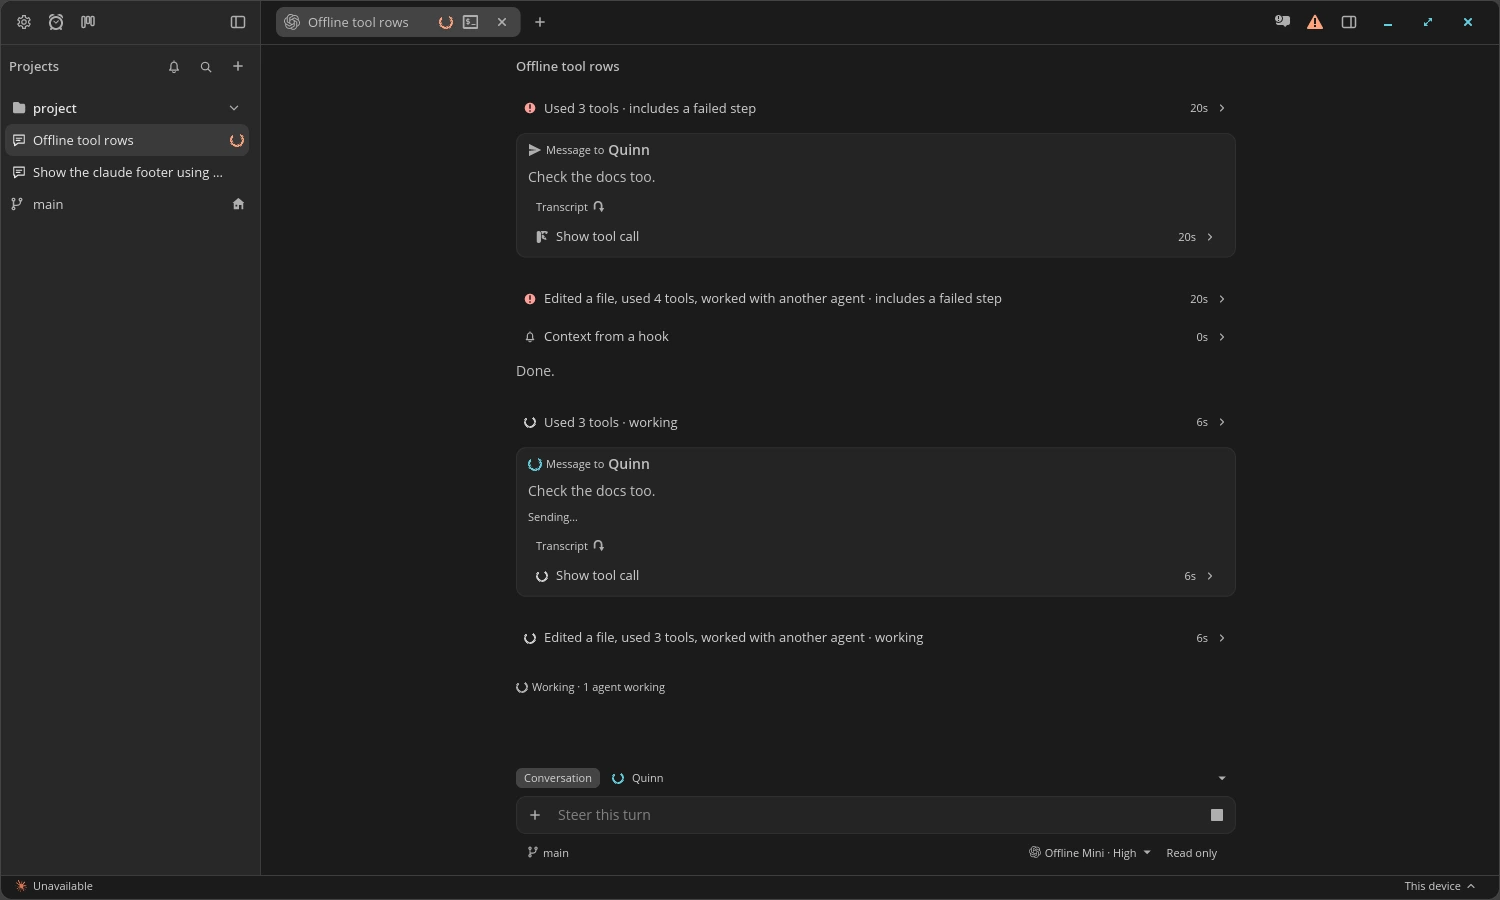 Offline tool rows
Projects
project
Offline tool rows
Show the claude footer using ...
main
Offline tool rows
Used 3 tools · includes a failed step 20s
Message to Quinn
Check the docs too.
Transcript
Show tool call 20s
Edited a file, used 4 tools, worked with another agent · includes a failed step 20s
Context from a hook 0s
Done.
Used 3 tools · working 6s
Message to Quinn
Check the docs too.
Sending...
Transcript
Show tool call 6s
Edited a file, used 3 tools, worked with another agent · working 6s
Working · 1 agent working
Conversation Quinn
Steer this turn
main Offline Mini · High Read only
Unavailable This device